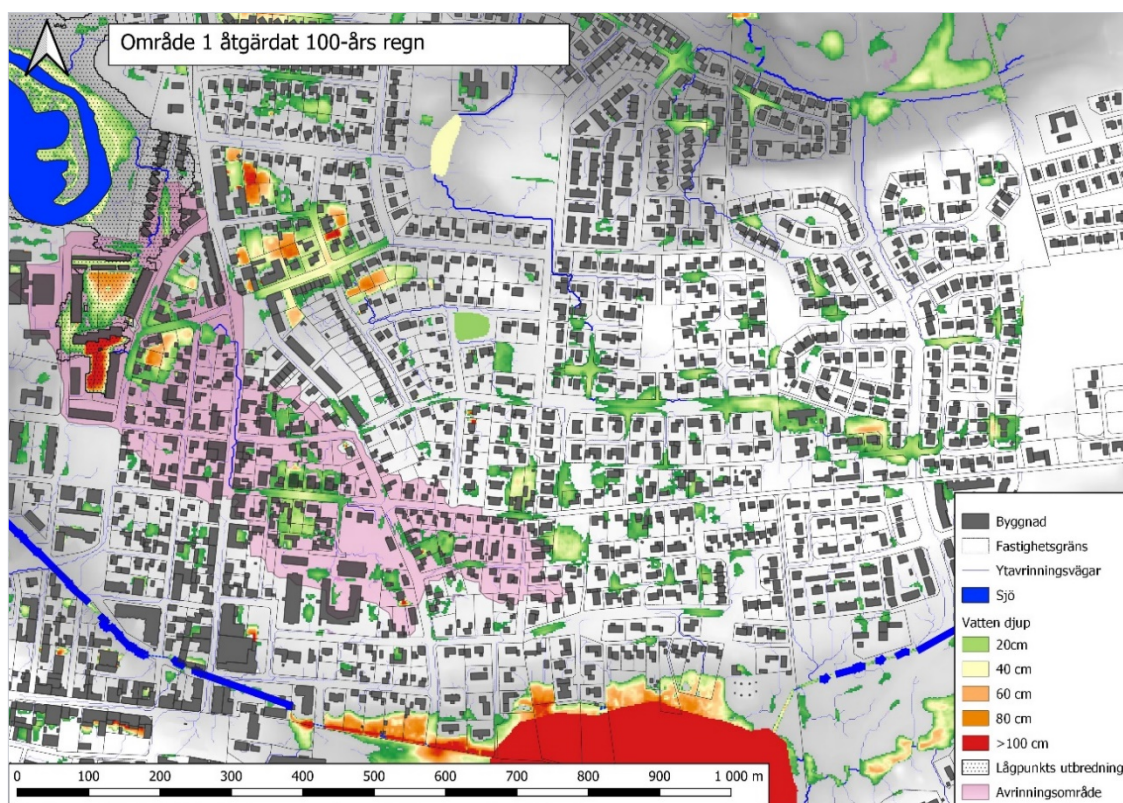 Område 1 åtgärdat 100-års regn
Byggnad
Fastighetsgräns
Ytavrinningsvägar
Sjö
Vatten djup
20cm
40 cm
60 cm
80 cm
>100 cm
Lågpunkts utbredning
Avrinningsområde
0 100 200 300 400 500 600 700 800 900 1 000 m